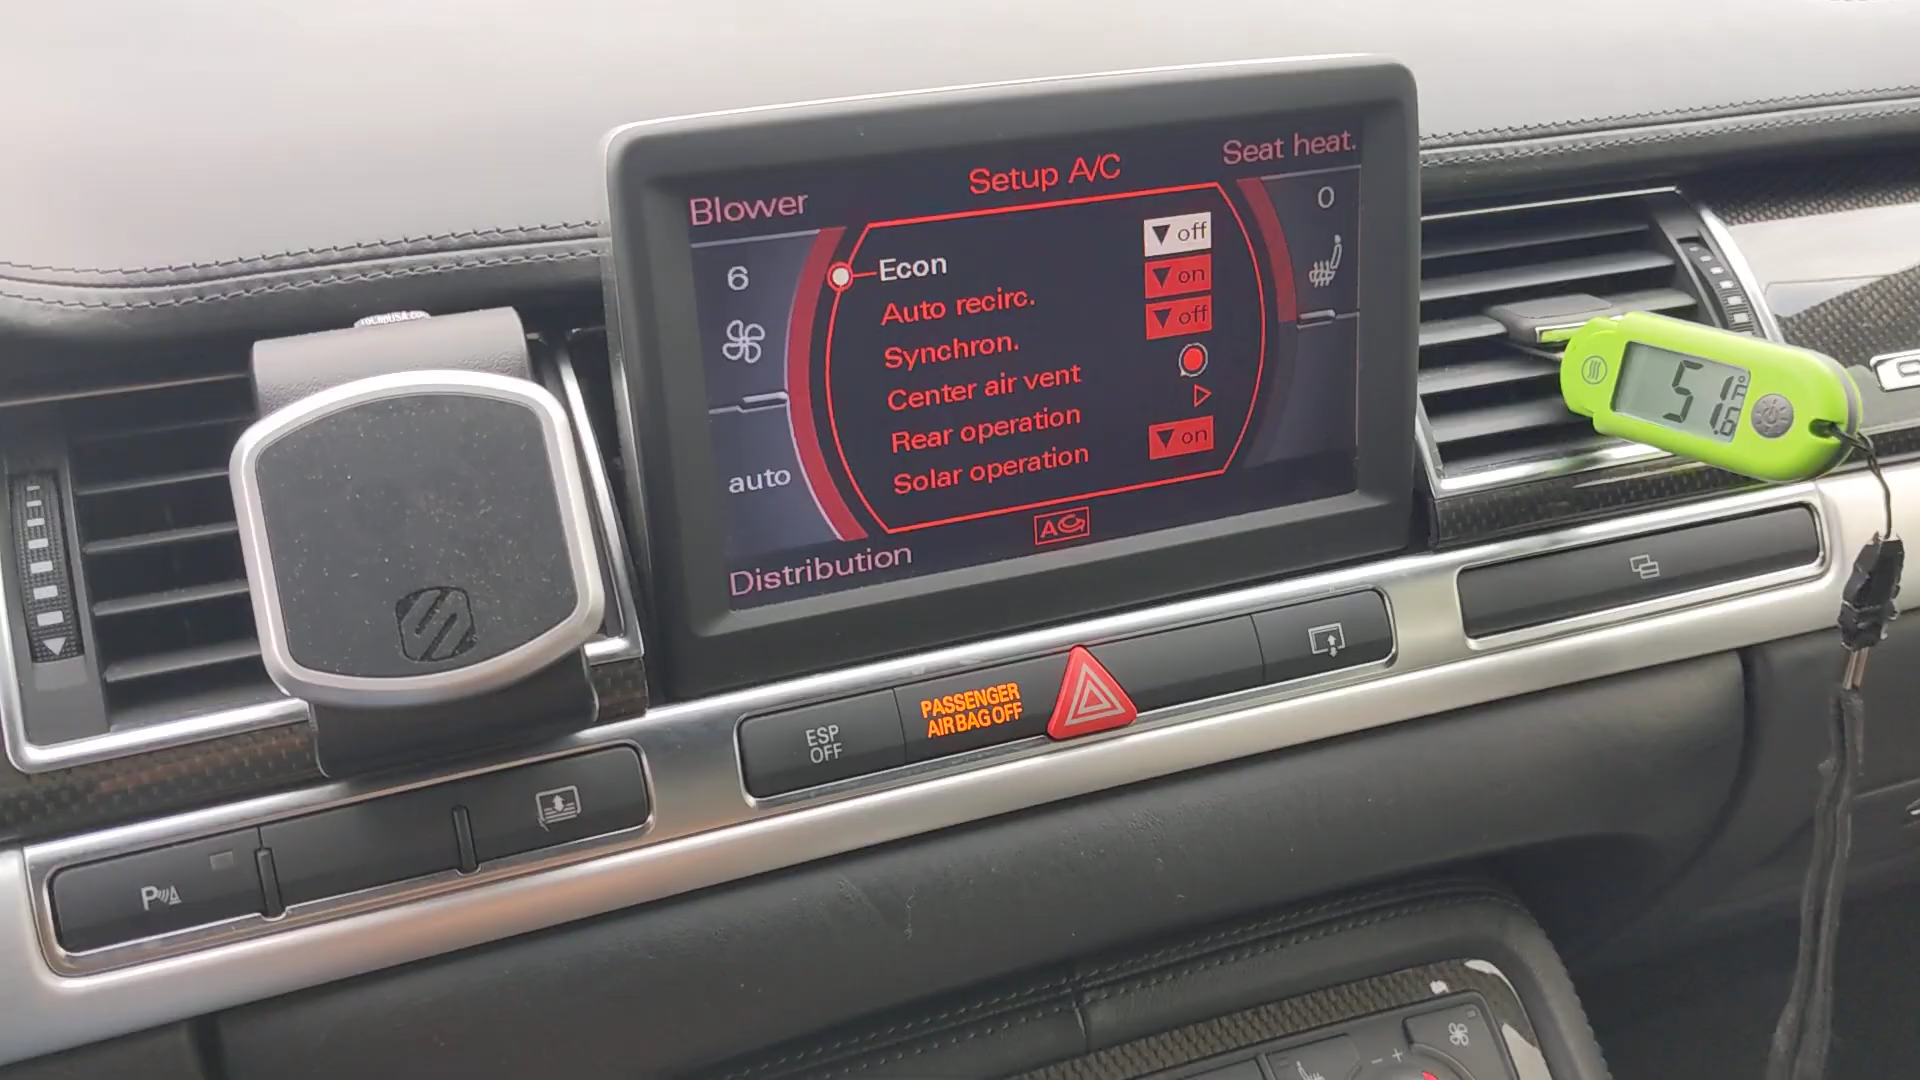 Setup A/C
Seat heat.
Blower
6
0
Econ
off
Auto recirc.
on
Synchron.
off
Center air vent
Rear operation
Solar operation
on
auto
A
Distribution
51.6°F
ESP
OFF
PASSENGER
AIR BAG OFF
P
- +